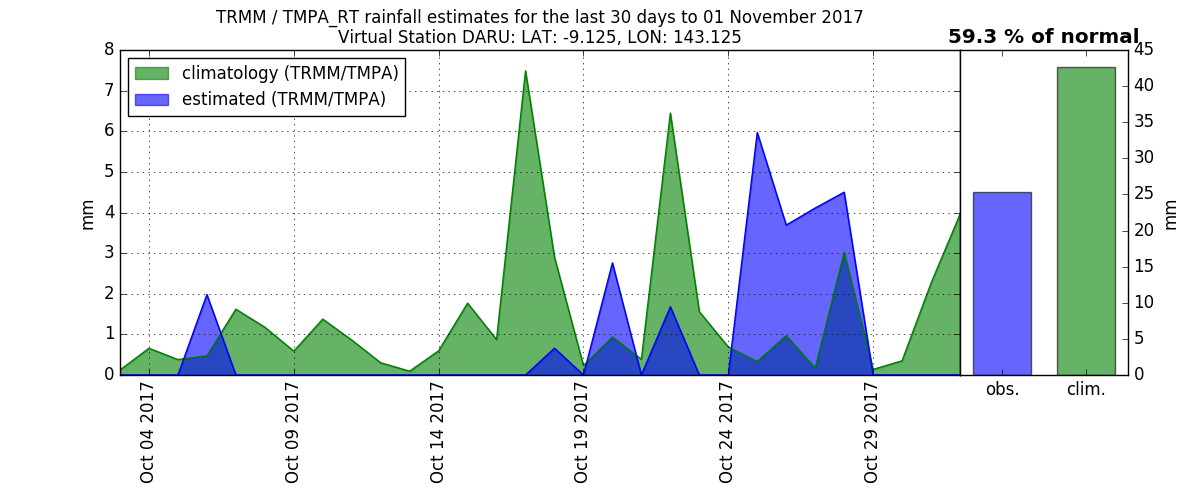 TRMM / TMPA_RT rainfall estimates for the last 30 days to 01 November 2017
Virtual Station DARU: LAT: -9.125, LON: 143.125
59.3 % of normal
climatology (TRMM/TMPA)
estimated (TRMM/TMPA)
8
7
6
5
4
3
2
1
0
mm
Oct 04 2017
Oct 09 2017
Oct 14 2017
Oct 19 2017
Oct 24 2017
Oct 29 2017
obs.
clim.
45
40
35
30
25
20
15
10
5
0
mm